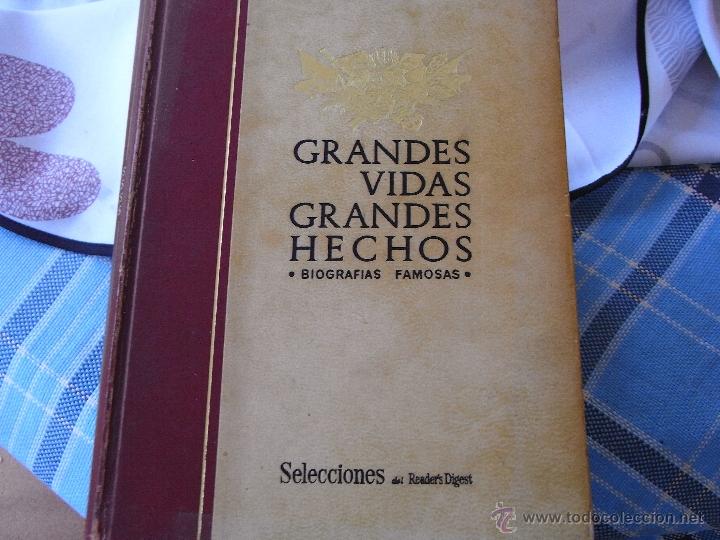 GRANDES
VIDAS
GRANDES
HECHOS
• BIOGRAFIAS FAMOSAS •
Selecciones del Reader's Digest
© www.todocoleccion.net